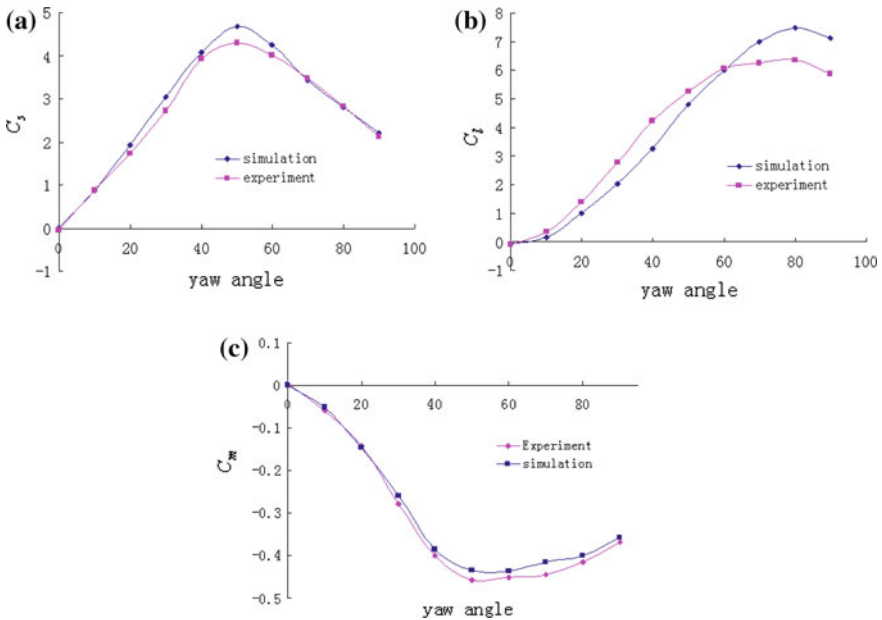 (a)
5
4
3
2
1
0
-1
C_s
0 20 40 60 80 100
yaw angle
simulation
experiment
(b)
8
7
6
5
4
3
2
1
0
-1
C_l
0 20 40 60 80 100
yaw angle
simulation
experiment
(c)
0.1
0
-0.1
-0.2
-0.3
-0.4
-0.5
C_m
0 20 40 60 80
yaw angle
Experiment
simulation